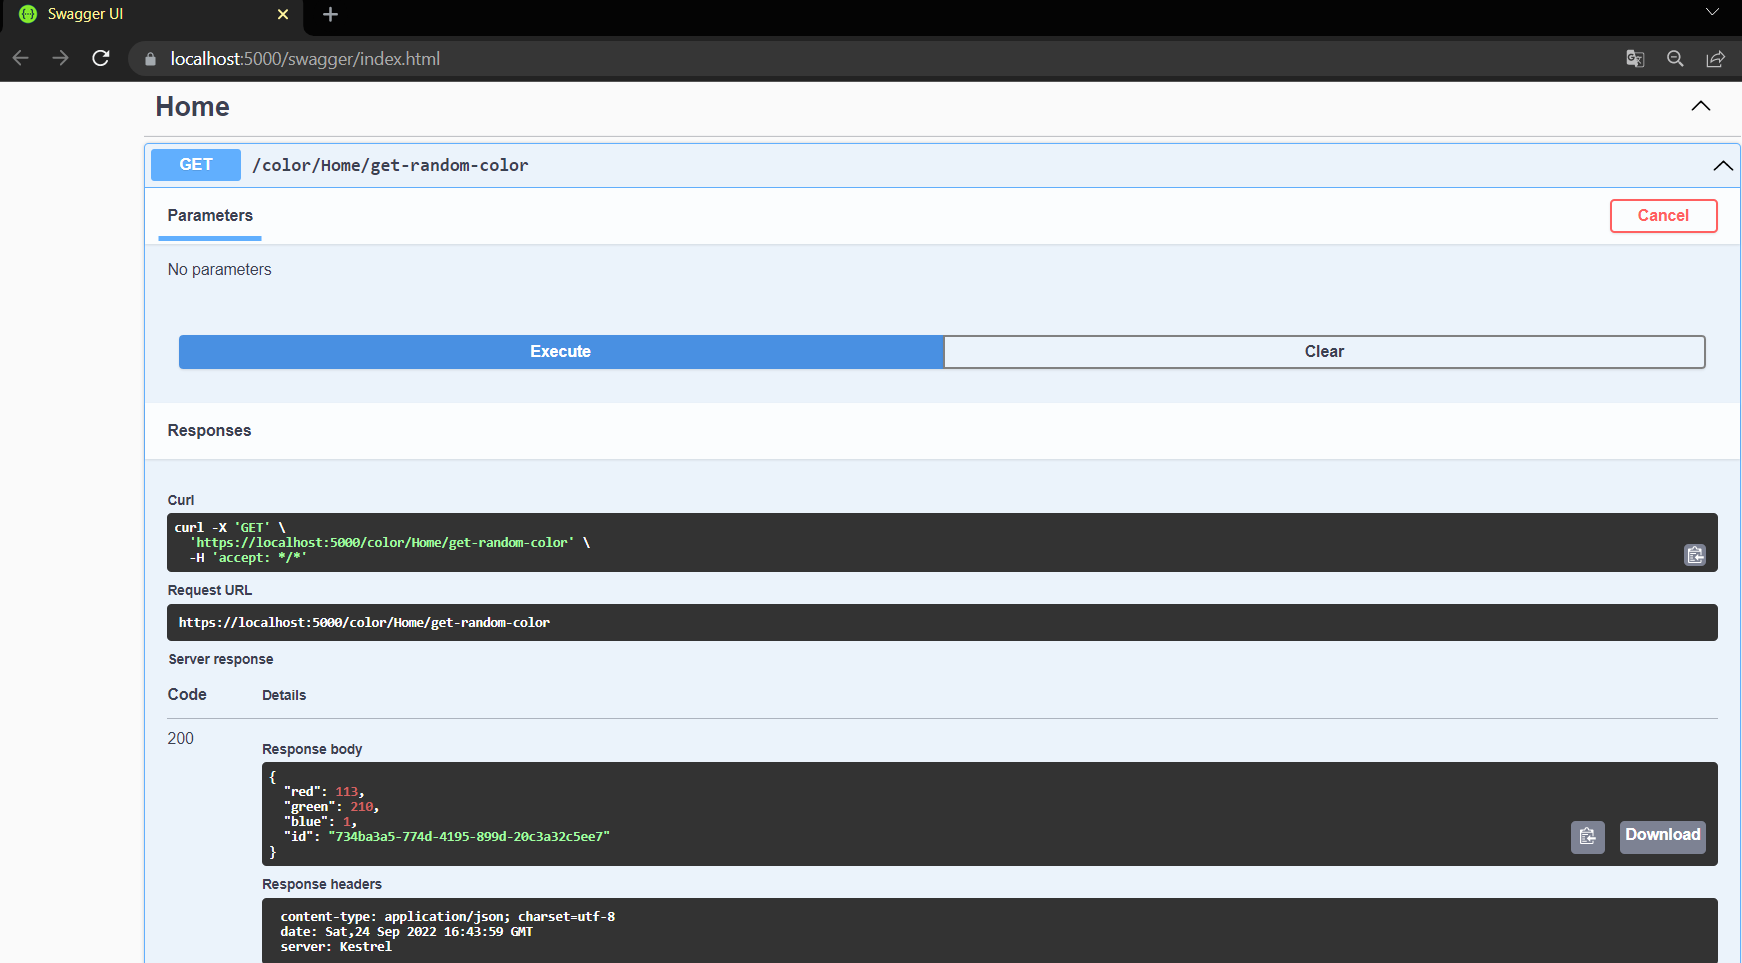 Swagger UI
localhost:5000/swagger/index.html
Home
GET /color/Home/get-random-color
Parameters Cancel
No parameters
Execute Clear
Responses
Curl
curl -X 'GET' \
'https://localhost:5000/color/Home/get-random-color' \
-H 'accept: */*'
Request URL
https://localhost:5000/color/Home/get-random-color
Server response
Code Details
200
Response body
{
"red": 113,
"green": 210,
"blue": 1,
"id": "734ba3a5-774d-4195-899d-20c3a32c5ee7"
}
Download
Response headers
content-type: application/json; charset=utf-8
date: Sat,24 Sep 2022 16:43:59 GMT
server: Kestrel